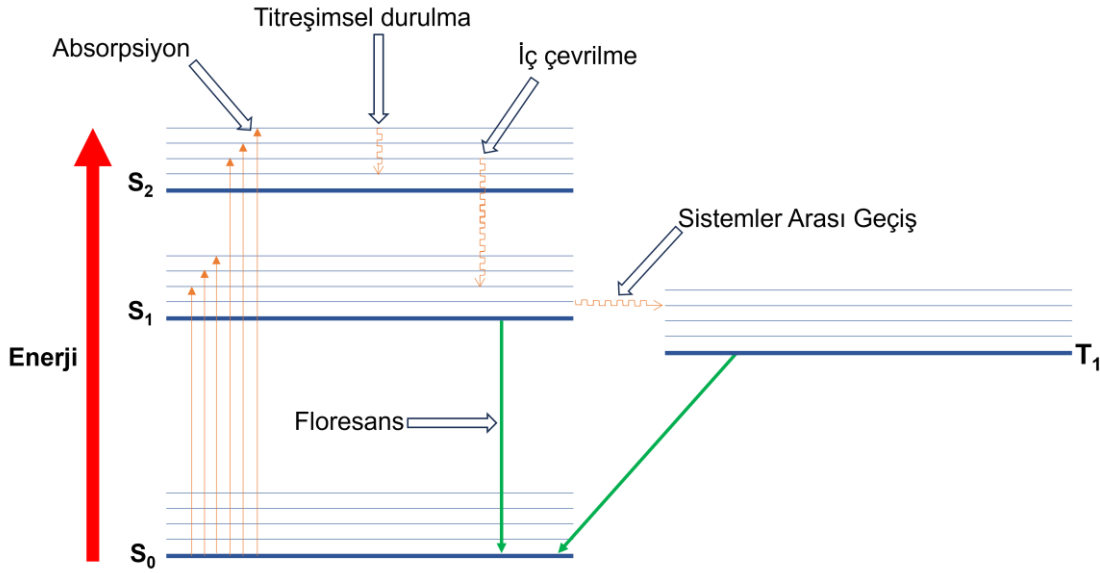 Titreşimsel durulma
Absorpsiyon
İç çevrilme
S₂
Sistemler Arası Geçiş
S₁
Enerji
T₁
Floresans
S₀